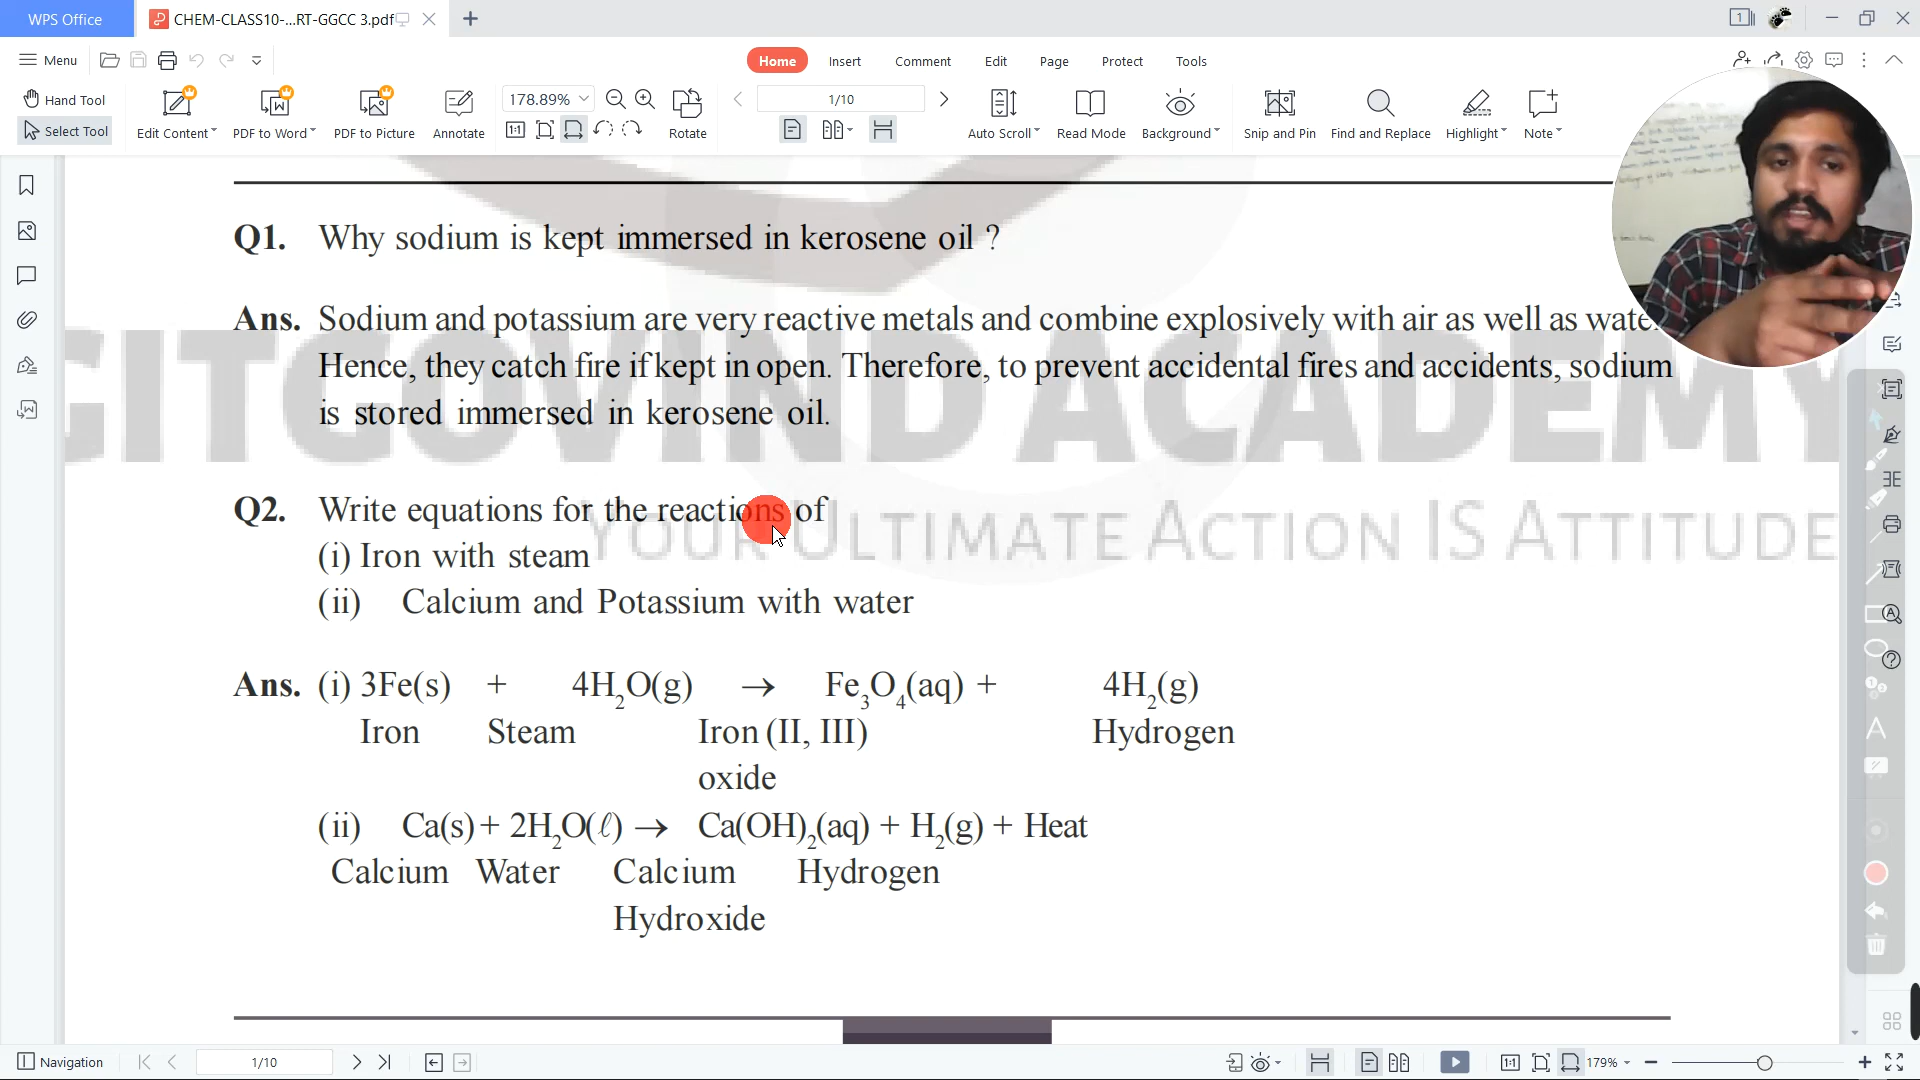 WPS Office
CHEM-CLASS10-...RT-GGCC 3.pdf
Menu
Home Insert Comment Edit Page Protect Tools
Hand Tool
Select Tool
Edit Content
PDF to Word
PDF to Picture
Annotate
178.89%
Rotate
1/10
Auto Scroll
Read Mode
Background
Snip and Pin
Find and Replace
Highlight
Note
Q1. Why sodium is kept immersed in kerosene oil ?
Ans. Sodium and potassium are very reactive metals and combine explosively with air as well as
Hence, they catch fire if kept in open. Therefore, to prevent accidental fires and accidents, sodium
is stored immersed in kerosene oil.
GITGOVIND ACADEMY
YOUR ULTIMATE ACTION IS ATTITUDE
Q2. Write equations for the reactions of
(i) Iron with steam
(ii) Calcium and Potassium with water
Ans. (i) 3Fe(s) + 4H₂O(g) → Fe₃O₄(aq) + 4H₂(g)
Iron Steam Iron (II, III) Hydrogen
oxide
(ii) Ca(s) + 2H₂O(ℓ) → Ca(OH)₂(aq) + H₂(g) + Heat
Calcium Water Calcium Hydrogen
Hydroxide
Navigation 1/10 179%